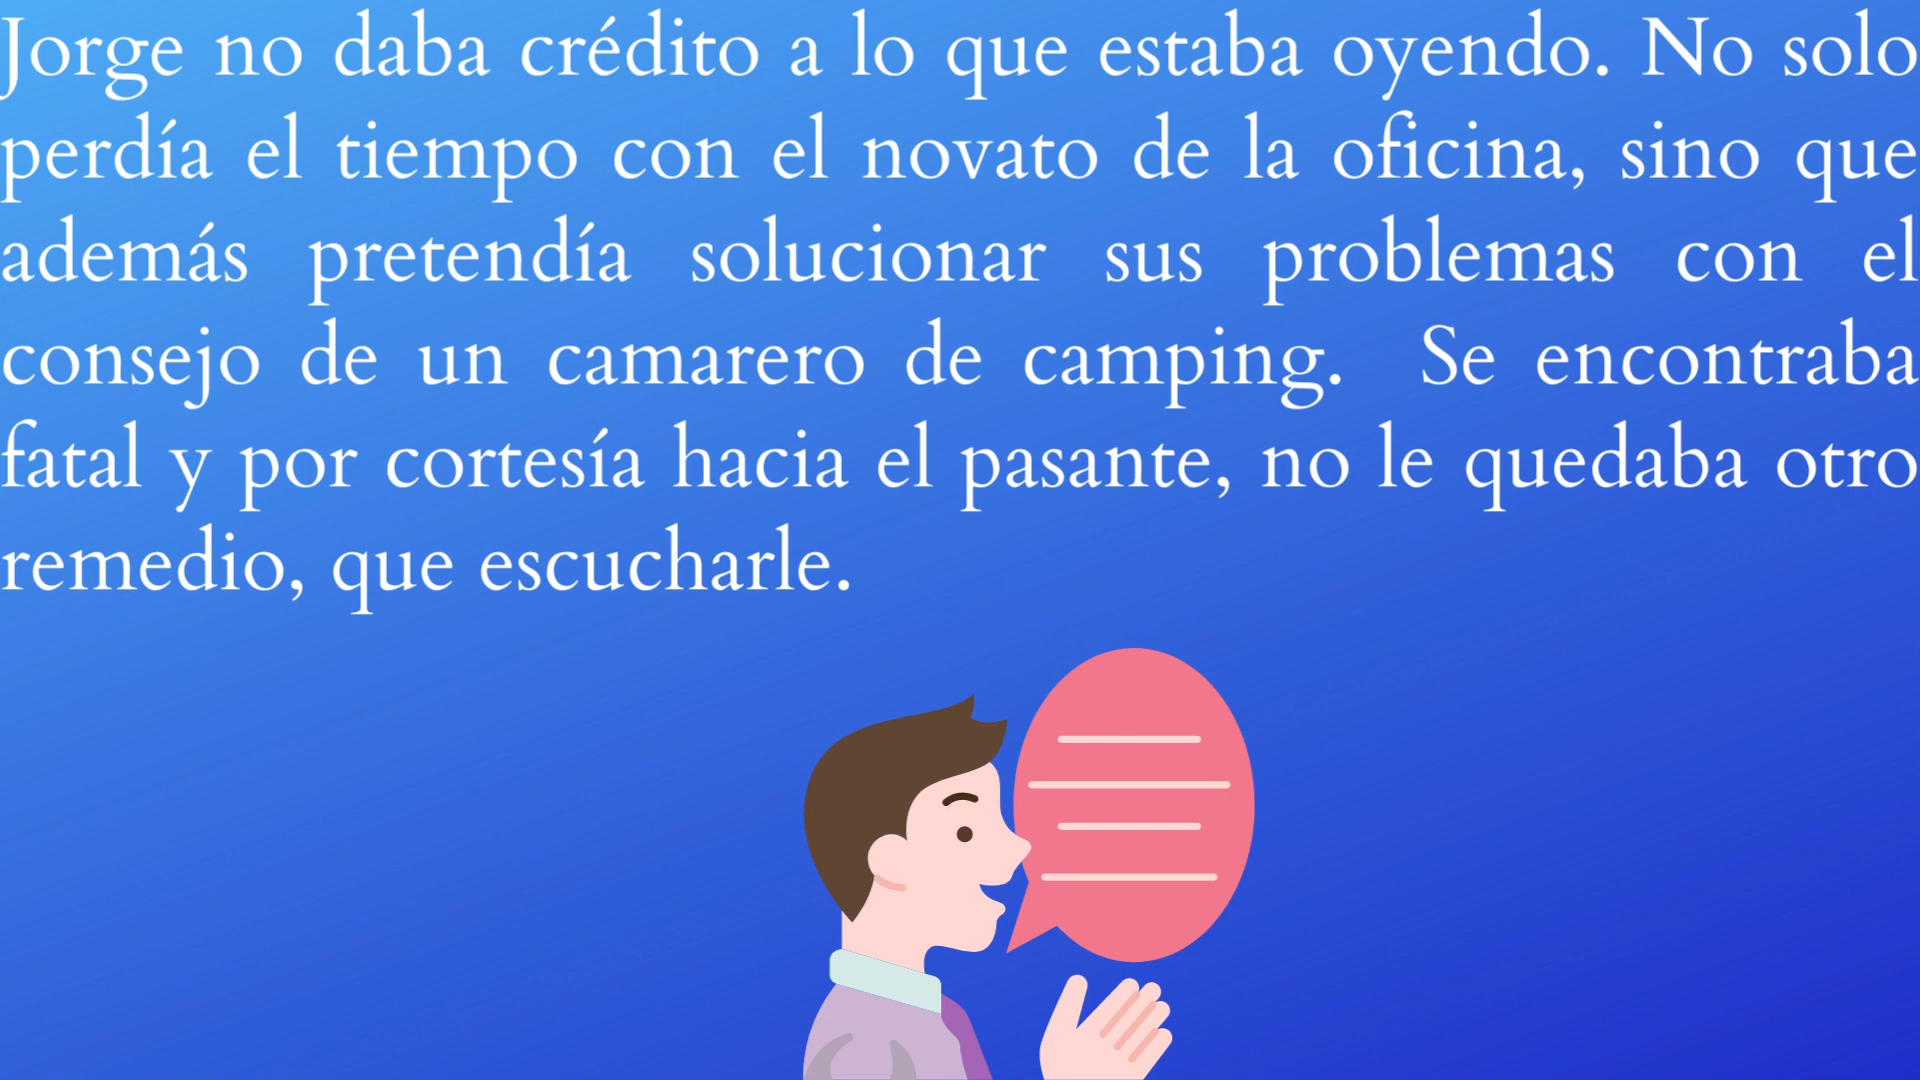 Jorge no daba crédito a lo que estaba oyendo. No solo
perdía el tiempo con el novato de la oficina, sino que
además pretendía solucionar sus problemas con el
consejo de un camarero de camping.  Se encontraba
fatal y por cortesía hacia el pasante, no le quedaba otro
remedio, que escucharle.